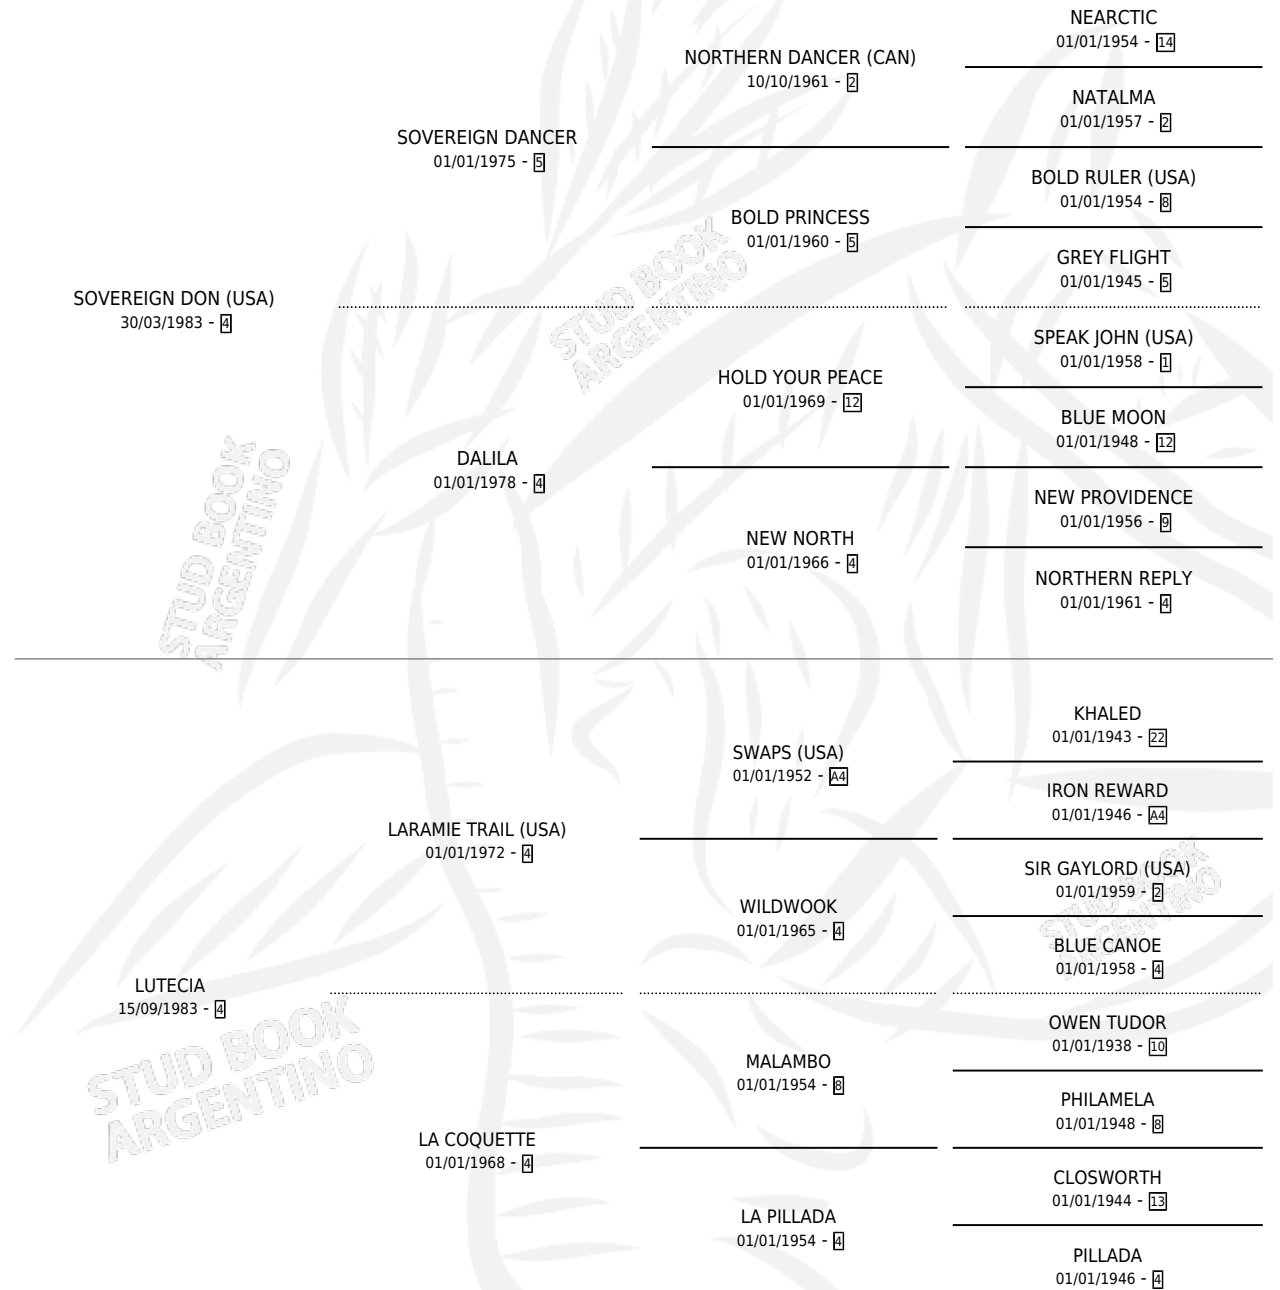 NEARCTIC
01/01/1954 - 14
NORTHERN DANCER (CAN)
10/10/1961 - 2
NATALMA
01/01/1957 - 2
SOVEREIGN DANCER
01/01/1975 - 5
BOLD RULER (USA)
01/01/1954 - 8
BOLD PRINCESS
01/01/1960 - 5
GREY FLIGHT
01/01/1945 - 5
SOVEREIGN DON (USA)
30/03/1983 - 4
STUD BOOK
ARGENTINO
SPEAK JOHN (USA)
01/01/1958 - 1
HOLD YOUR PEACE
01/01/1969 - 12
BLUE MOON
01/01/1948 - 12
DALILA
01/01/1978 - 4
NEW PROVIDENCE
01/01/1956 - 9
NEW NORTH
01/01/1966 - 4
NORTHERN REPLY
01/01/1961 - 4
STUD BOOK
ARGENTINO
KHALED
01/01/1943 - 22
SWAPS (USA)
01/01/1952 - A4
IRON REWARD
01/01/1946 - A4
LARAMIE TRAIL (USA)
01/01/1972 - 4
SIR GAYLORD (USA)
01/01/1959 - 2
WILDWOOK
01/01/1965 - 4
STUD BOOK
ARGENTINO
BLUE CANOE
01/01/1958 - 4
LUTECIA
15/09/1983 - 4
OWEN TUDOR
01/01/1938 - 10
MALAMBO
01/01/1954 - 8
PHILAMELA
01/01/1948 - 8
STUD BOOK
ARGENTINO
LA COQUETTE
01/01/1968 - 4
CLOSWORTH
01/01/1944 - 13
LA PILLADA
01/01/1954 - 4
PILLADA
01/01/1946 - 4